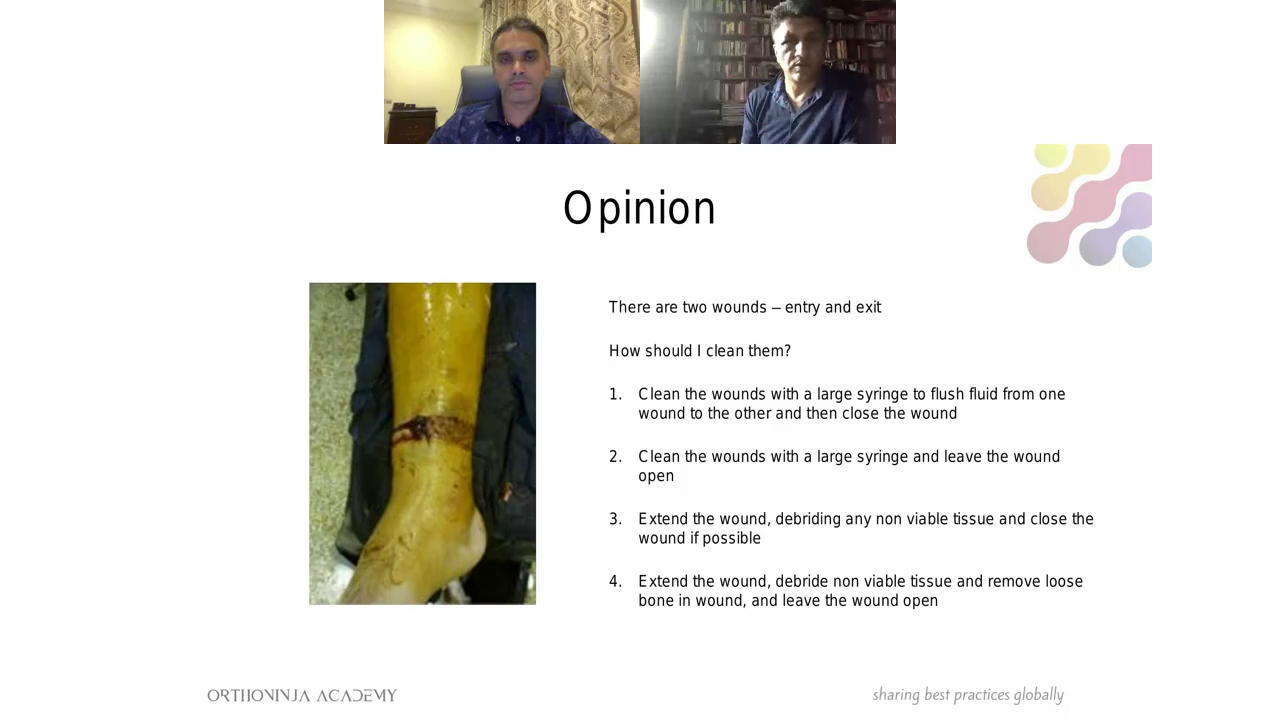 Opinion
There are two wounds – entry and exit
How should I clean them?
1. Clean the wounds with a large syringe to flush fluid from one
wound to the other and then close the wound
2. Clean the wounds with a large syringe and leave the wound
open
3. Extend the wound, debriding any non viable tissue and close the
wound if possible
4. Extend the wound, debride non viable tissue and remove loose
bone in wound, and leave the wound open
ORTHONINJA ACADEMY
sharing best practices globally